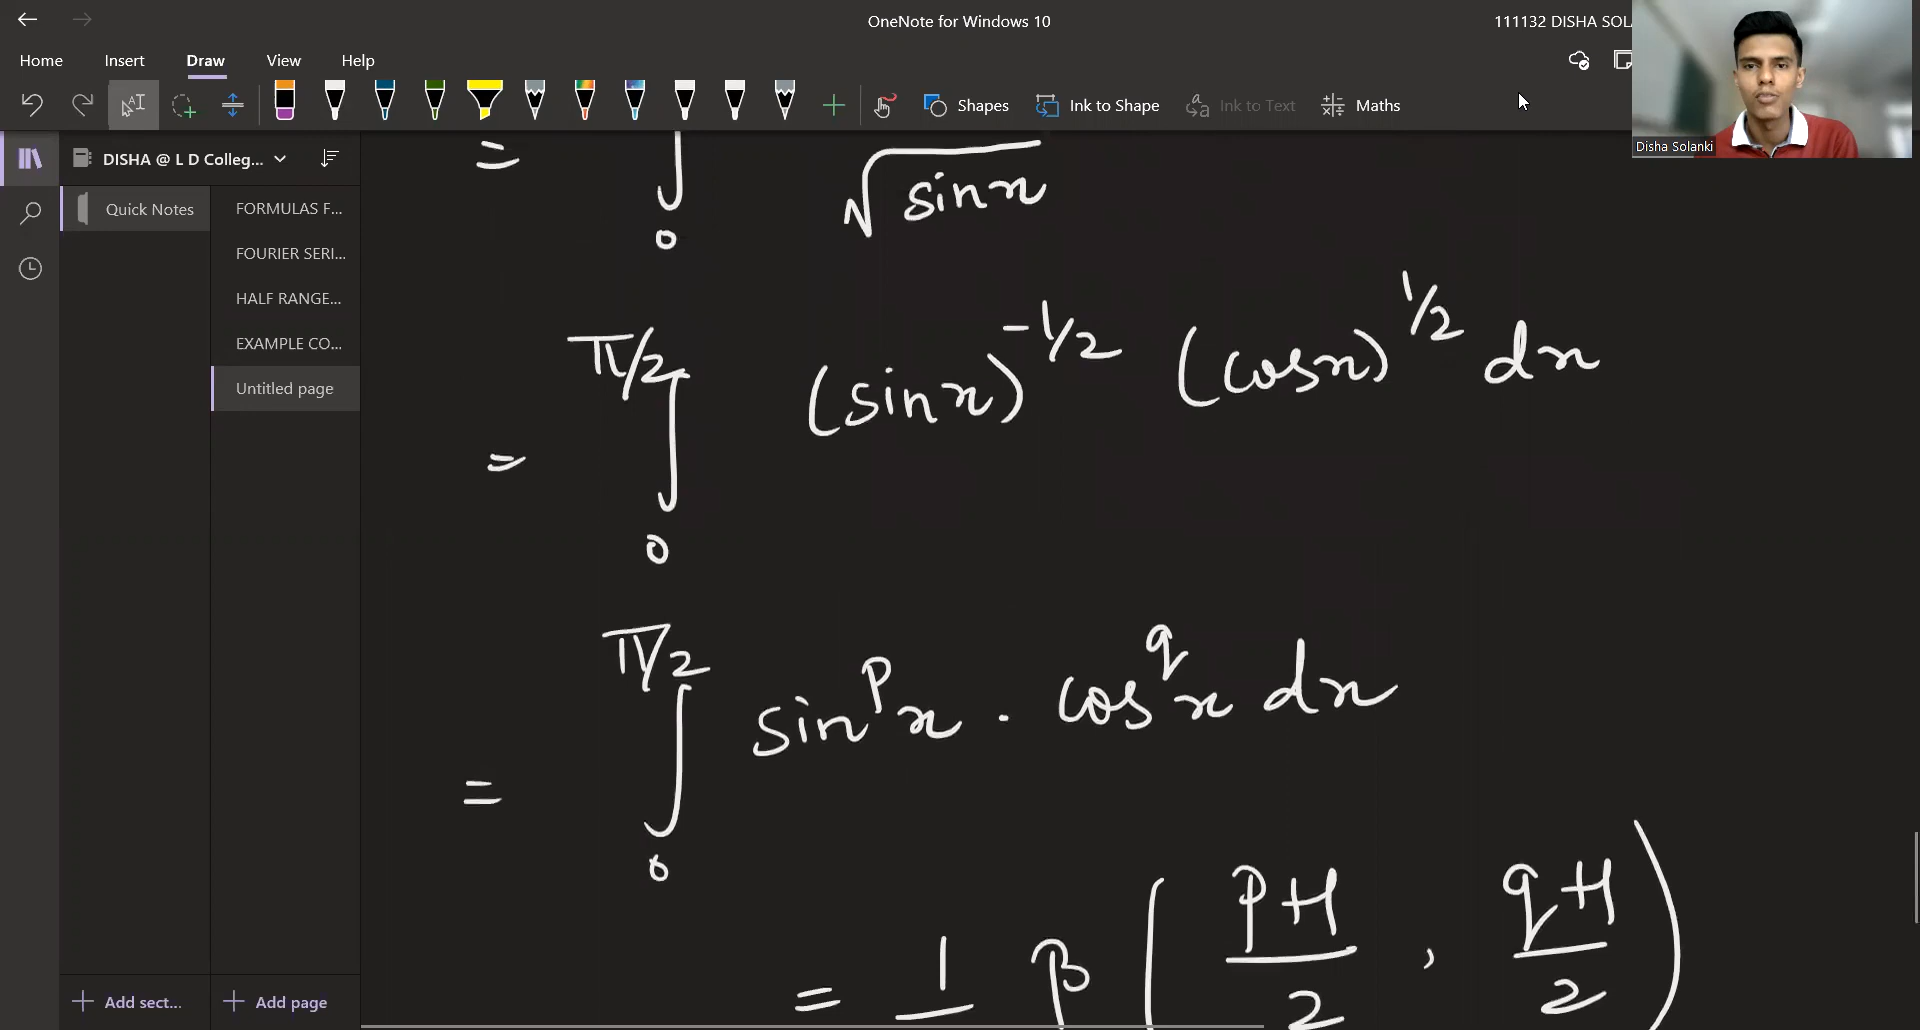 OneNote for Windows 10
111132 DISHA SOL
Home Insert Draw View Help
Shapes Ink to Shape Ink to Text Maths
Disha Solanki
DISHA @ L D Colleg...
Quick Notes
FORMULAS F...
FOURIER SERI...
HALF RANGE...
EXAMPLE CO...
Untitled page
= ∫ 0 √sinx
= ∫ π/2 0 (sinx)^-1/2 (cosx)^1/2 dx
= ∫ π/2 0 sin^p x . cos^q x dx
= 1 β ( p+1/2 , q+1/2 )
Add sect... Add page